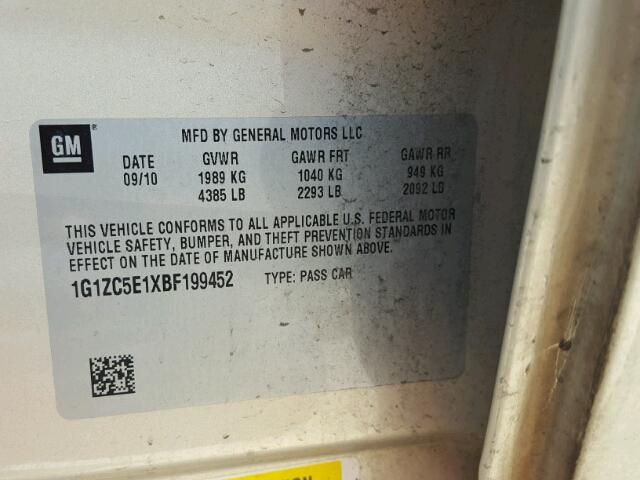 GM
MFD BY GENERAL MOTORS LLC
DATE GVWR GAWR FRT GAWR RR
09/10 1989 KG 1040 KG 949 KG
4385 LB 2293 LB 2092 LB
THIS VEHICLE CONFORMS TO ALL APPLICABLE U.S. FEDERAL MOTOR
VEHICLE SAFETY, BUMPER, AND THEFT PREVENTION STANDARDS IN
EFFECT ON THE DATE OF MANUFACTURE SHOWN ABOVE.
1G1ZC5E1XBF199452 TYPE: PASS CAR